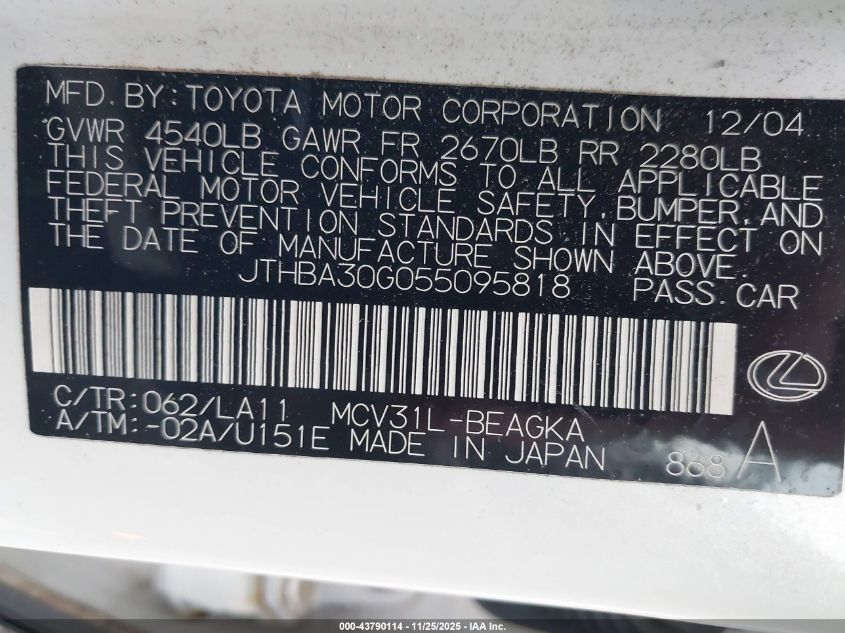 MFD. BY: TOYOTA MOTOR CORPORATION 12/04
GVWR 4540LB GAWR FR 2670LB RR 2280LB
THIS VEHICLE CONFORMS TO ALL APPLICABLE
FEDERAL MOTOR VEHICLE SAFETY, BUMPER, AND
THEFT PREVENTION STANDARDS IN EFFECT ON
THE DATE OF MANUFACTURE SHOWN ABOVE.
JTHBA30G055095818 PASS. CAR
C/TR: 062/LA11 MCV31L-BEAGKA
A/TM: -02A/U151E MADE IN JAPAN 868 A
000-43790114 - 11/25/2025 - IAA Inc.